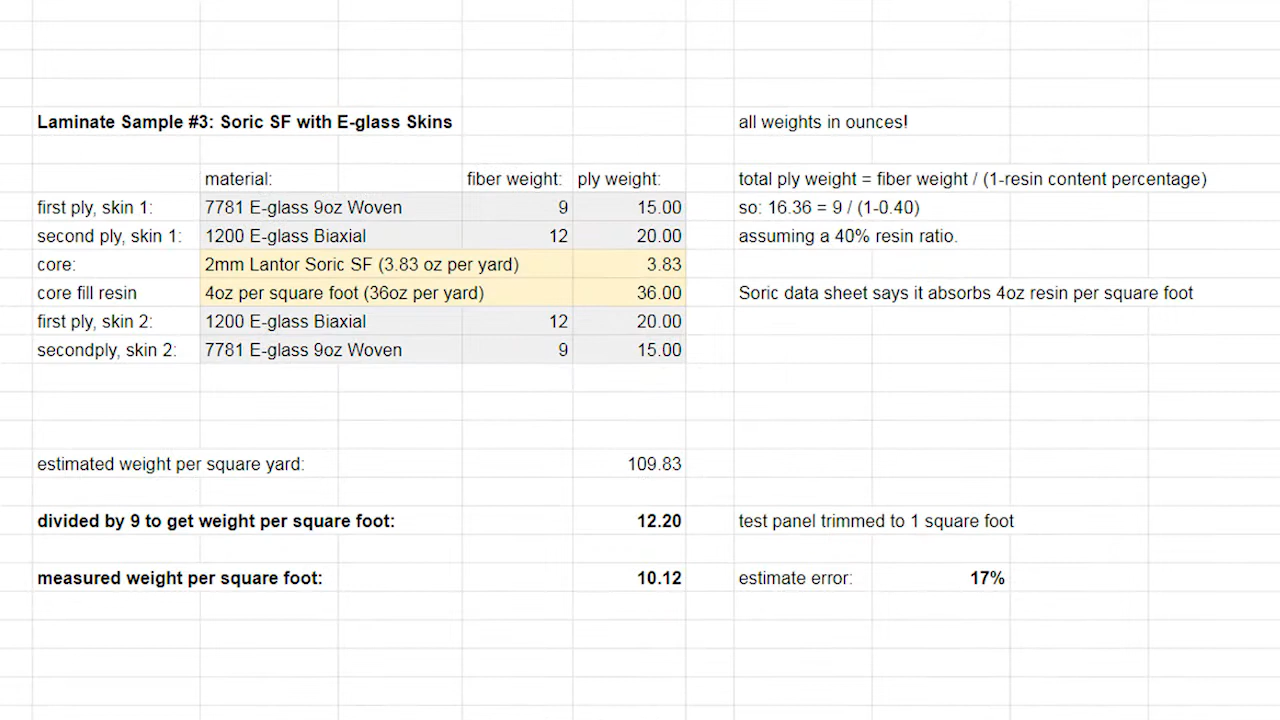 Laminate Sample #3: Soric SF with E-glass Skins all weights in ounces!
material: fiber weight: ply weight: total ply weight = fiber weight / (1-resin content percentage)
first ply, skin 1: 7781 E-glass 9oz Woven 9 15.00 so: 16.36 = 9 / (1-0.40)
second ply, skin 1: 1200 E-glass Biaxial 12 20.00 assuming a 40% resin ratio.
core: 2mm Lantor Soric SF (3.83 oz per yard) 3.83
core fill resin 4oz per square foot (36oz per yard) 36.00 Soric data sheet says it absorbs 4oz resin per square foot
first ply, skin 2: 1200 E-glass Biaxial 12 20.00
secondply, skin 2: 7781 E-glass 9oz Woven 9 15.00
estimated weight per square yard: 109.83
divided by 9 to get weight per square foot: 12.20 test panel trimmed to 1 square foot
measured weight per square foot: 10.12 estimate error: 17%